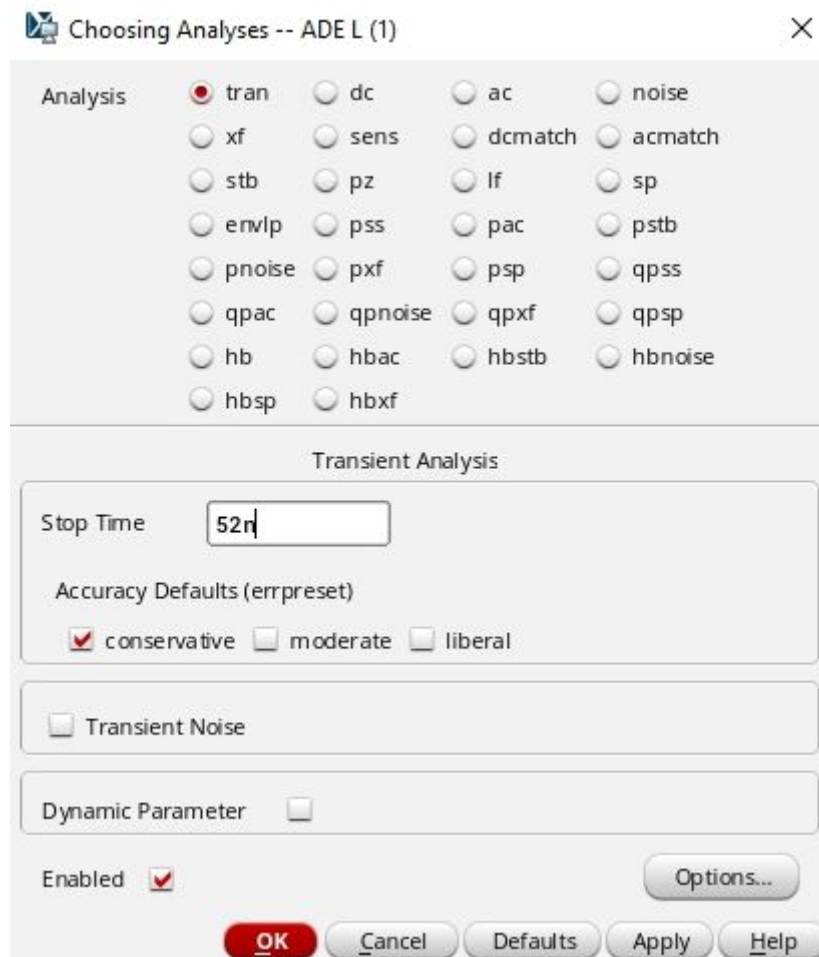 Choosing Analyses -- ADE L (1)
Analysis tran dc ac noise
xf sens dcmatch acmatch
stb pz lf sp
envlp pss pac pstb
pnoise pxf psp qpss
qpac qpnoise qpxf qpsp
hb hbac hbstb hbnoise
hbsp hbxf
Transient Analysis
Stop Time 52n
Accuracy Defaults (errpreset)
conservative moderate liberal
Transient Noise
Dynamic Parameter
Enabled Options...
OK Cancel Defaults Apply Help